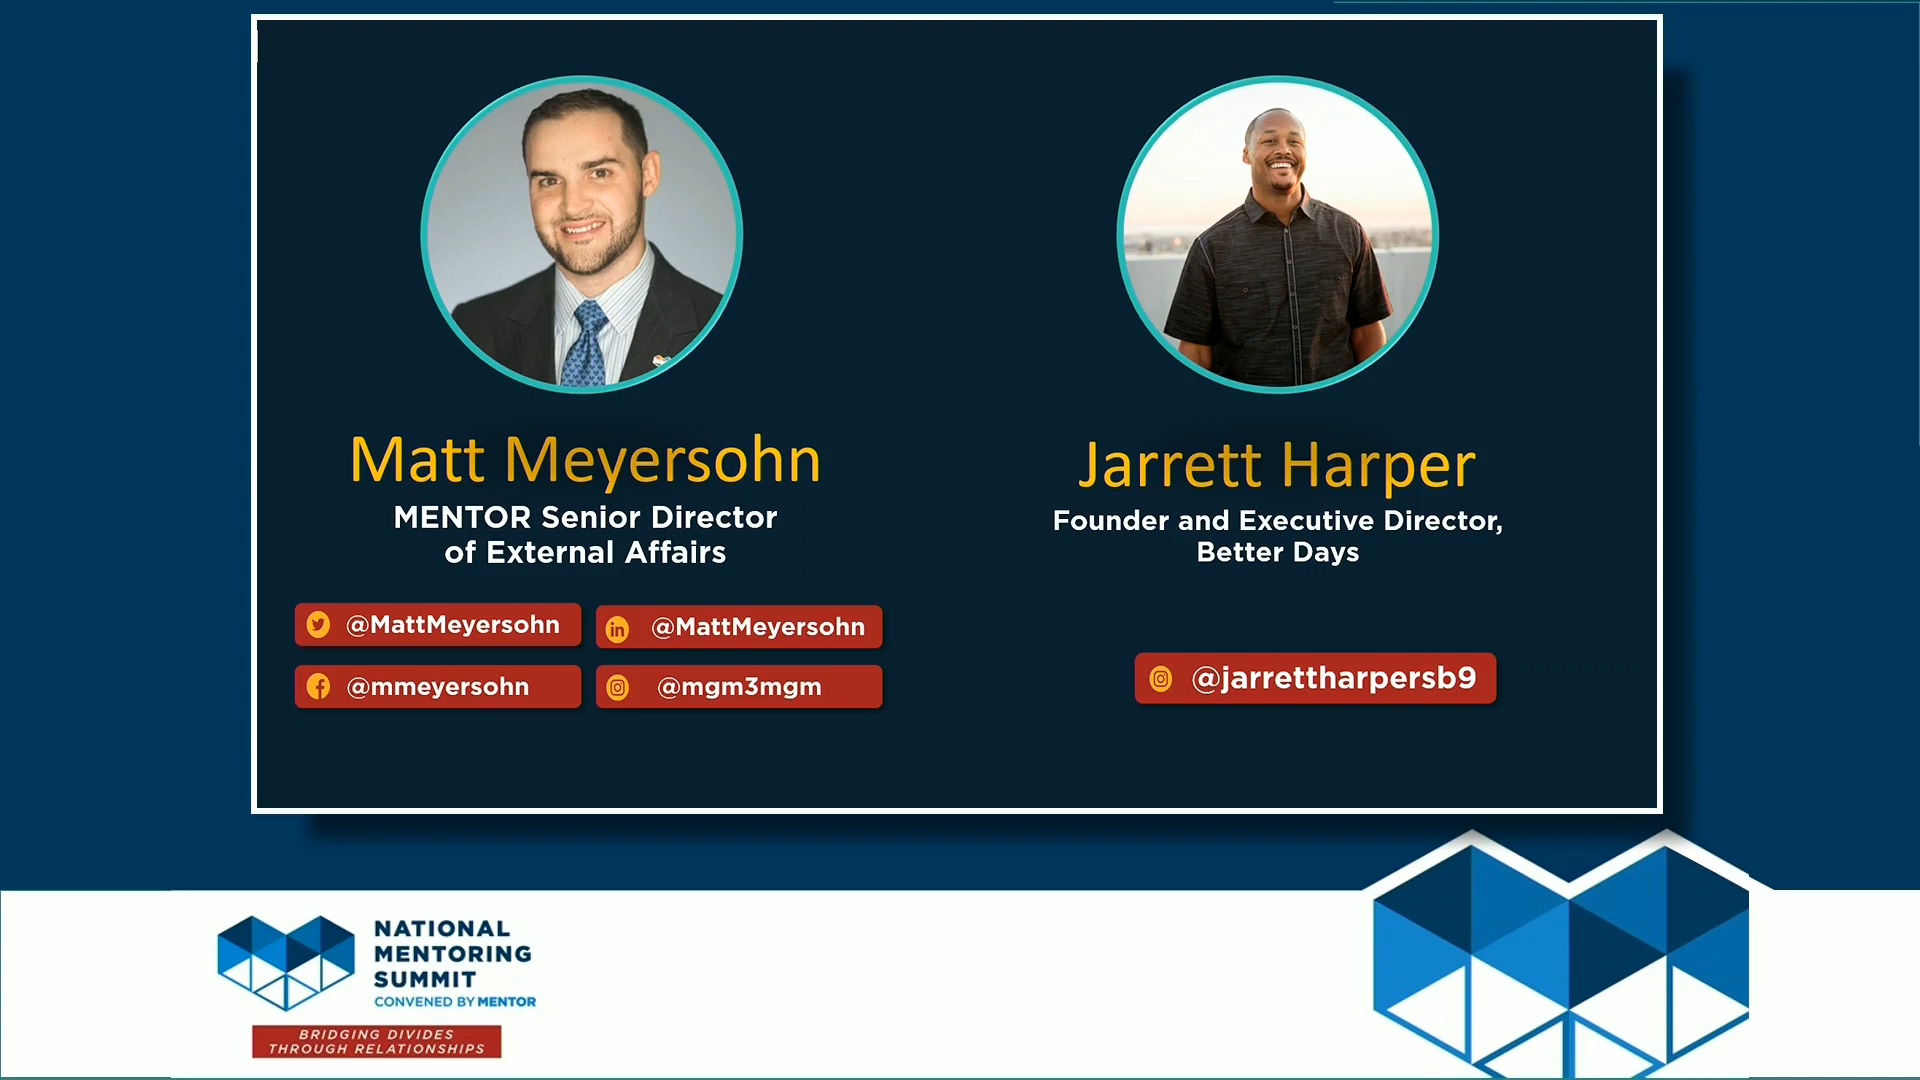 Matt Meyersohn
MENTOR Senior Director
of External Affairs
@MattMeyersohn
@MattMeyersohn
@mmeyersohn
@mgm3mgm
Jarrett Harper
Founder and Executive Director,
Better Days
@jarrettharpersb9
NATIONAL
MENTORING
SUMMIT
CONVENED BY MENTOR
BRIDGING DIVIDES
THROUGH RELATIONSHIPS